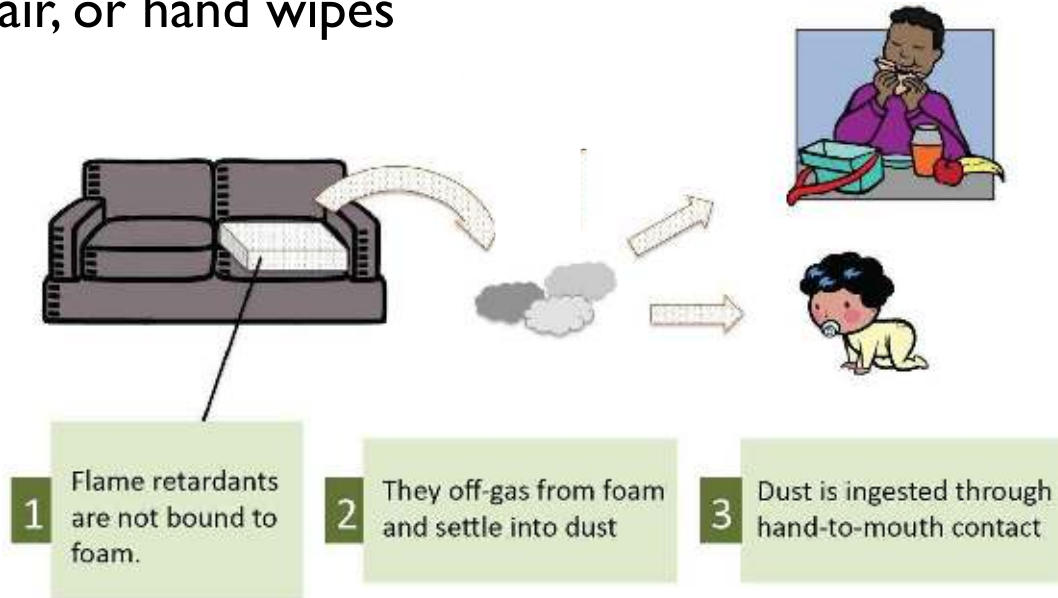 air, or hand wipes
1
Flame retardants
are not bound to
foam.
2
They off-gas from foam
and settle into dust
3
Dust is ingested through
hand-to-mouth contact